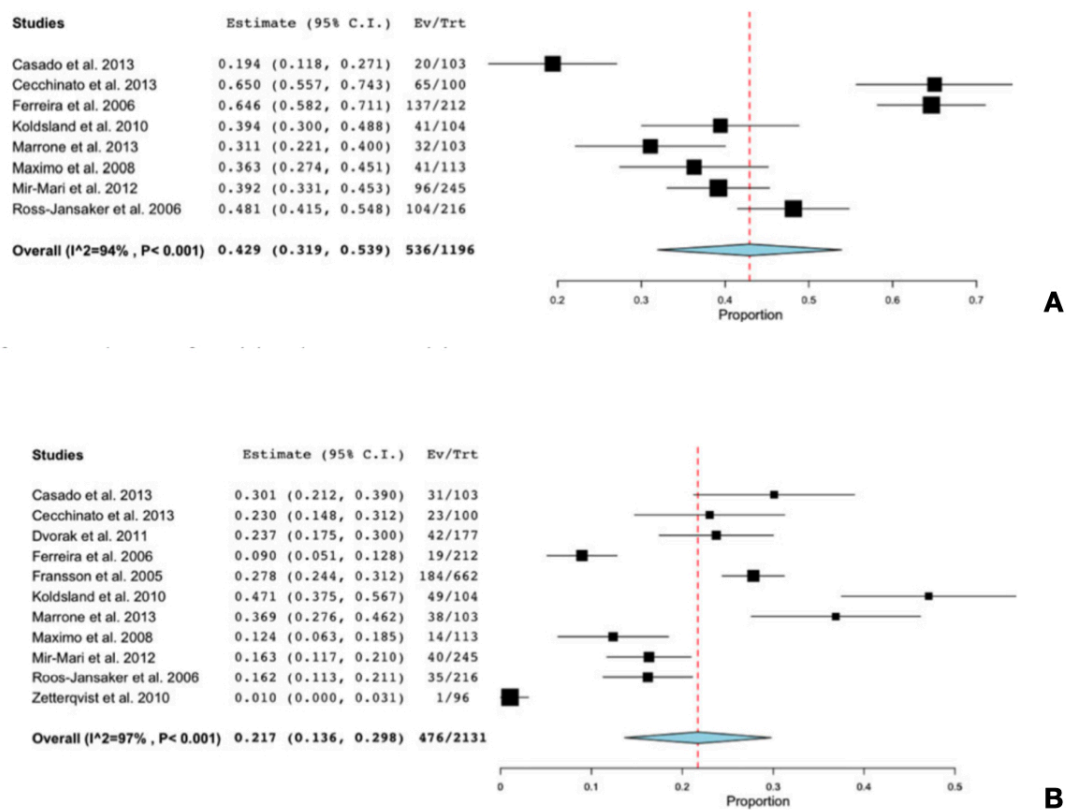 Studies Estimate (95% C.I.) Ev/Trt
Casado et al. 2013 0.194 (0.118, 0.271) 20/103
Cecchinato et al. 2013 0.650 (0.557, 0.743) 65/100
Ferreira et al. 2006 0.646 (0.582, 0.711) 137/212
Koldsland et al. 2010 0.394 (0.300, 0.488) 41/104
Marrone et al. 2013 0.311 (0.221, 0.400) 32/103
Maximo et al. 2008 0.363 (0.274, 0.451) 41/113
Mir-Mari et al. 2012 0.392 (0.331, 0.453) 96/245
Ross-Jansaker et al. 2006 0.481 (0.415, 0.548) 104/216
Overall (I^2=94% , P< 0.001) 0.429 (0.319, 0.539) 536/1196
0.2 0.3 0.4 0.5 0.6 0.7
Proportion
A
Studies Estimate (95% C.I.) Ev/Trt
Casado et al. 2013 0.301 (0.212, 0.390) 31/103
Cecchinato et al. 2013 0.230 (0.148, 0.312) 23/100
Dvorak et al. 2011 0.237 (0.175, 0.300) 42/177
Ferreira et al. 2006 0.090 (0.051, 0.128) 19/212
Fransson et al. 2005 0.278 (0.244, 0.312) 184/662
Koldsland et al. 2010 0.471 (0.375, 0.567) 49/104
Marrone et al. 2013 0.369 (0.276, 0.462) 38/103
Maximo et al. 2008 0.124 (0.063, 0.185) 14/113
Mir-Mari et al. 2012 0.163 (0.117, 0.210) 40/245
Roos-Jansaker et al. 2006 0.162 (0.113, 0.211) 35/216
Zetterqvist et al. 2010 0.010 (0.000, 0.031) 1/96
Overall (I^2=97% , P< 0.001) 0.217 (0.136, 0.298) 476/2131
0 0.1 0.2 0.3 0.4 0.5
Proportion
B